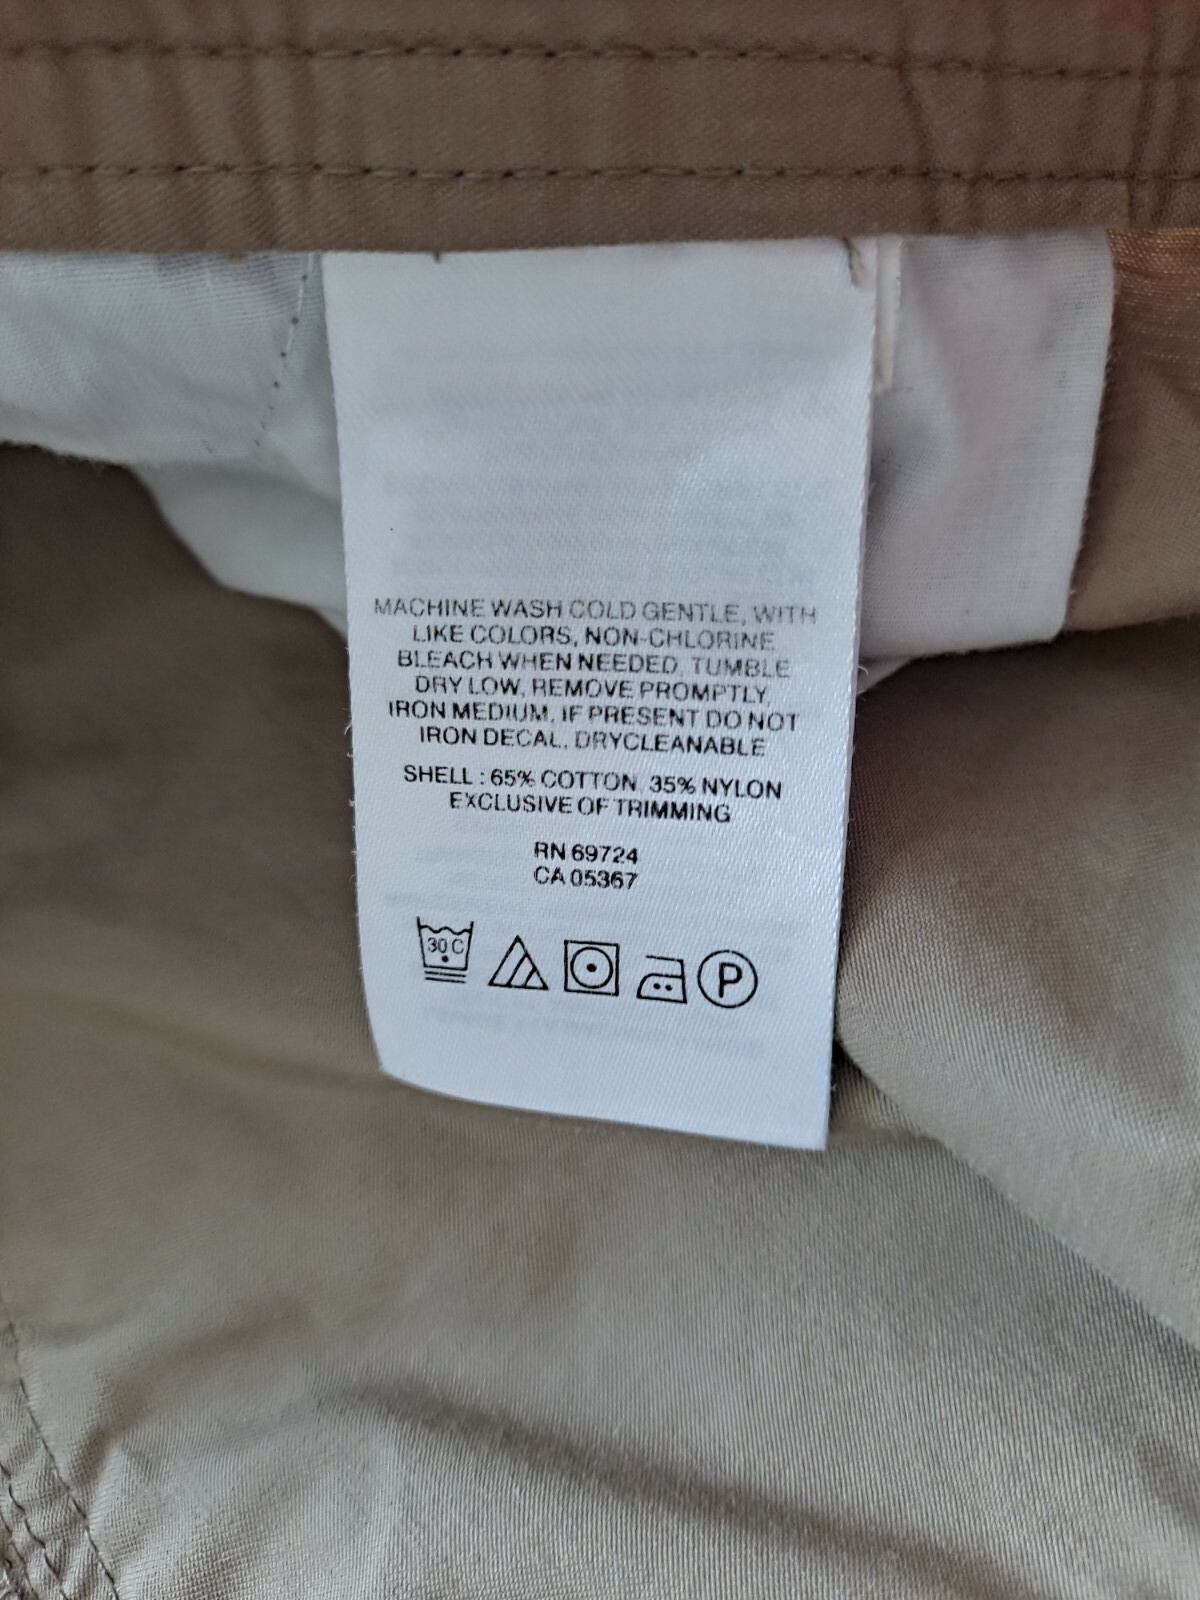 MACHINE WASH COLD GENTLE, WITH
LIKE COLORS, NON-CHLORINE
BLEACH WHEN NEEDED, TUMBLE
DRY LOW, REMOVE PROMPTLY,
IRON MEDIUM, IF PRESENT DO NOT
IRON DECAL, DRYCLEANABLE
SHELL : 65% COTTON, 35% NYLON
EXCLUSIVE OF TRIMMING
RN 69724
CA 05367
30 C P